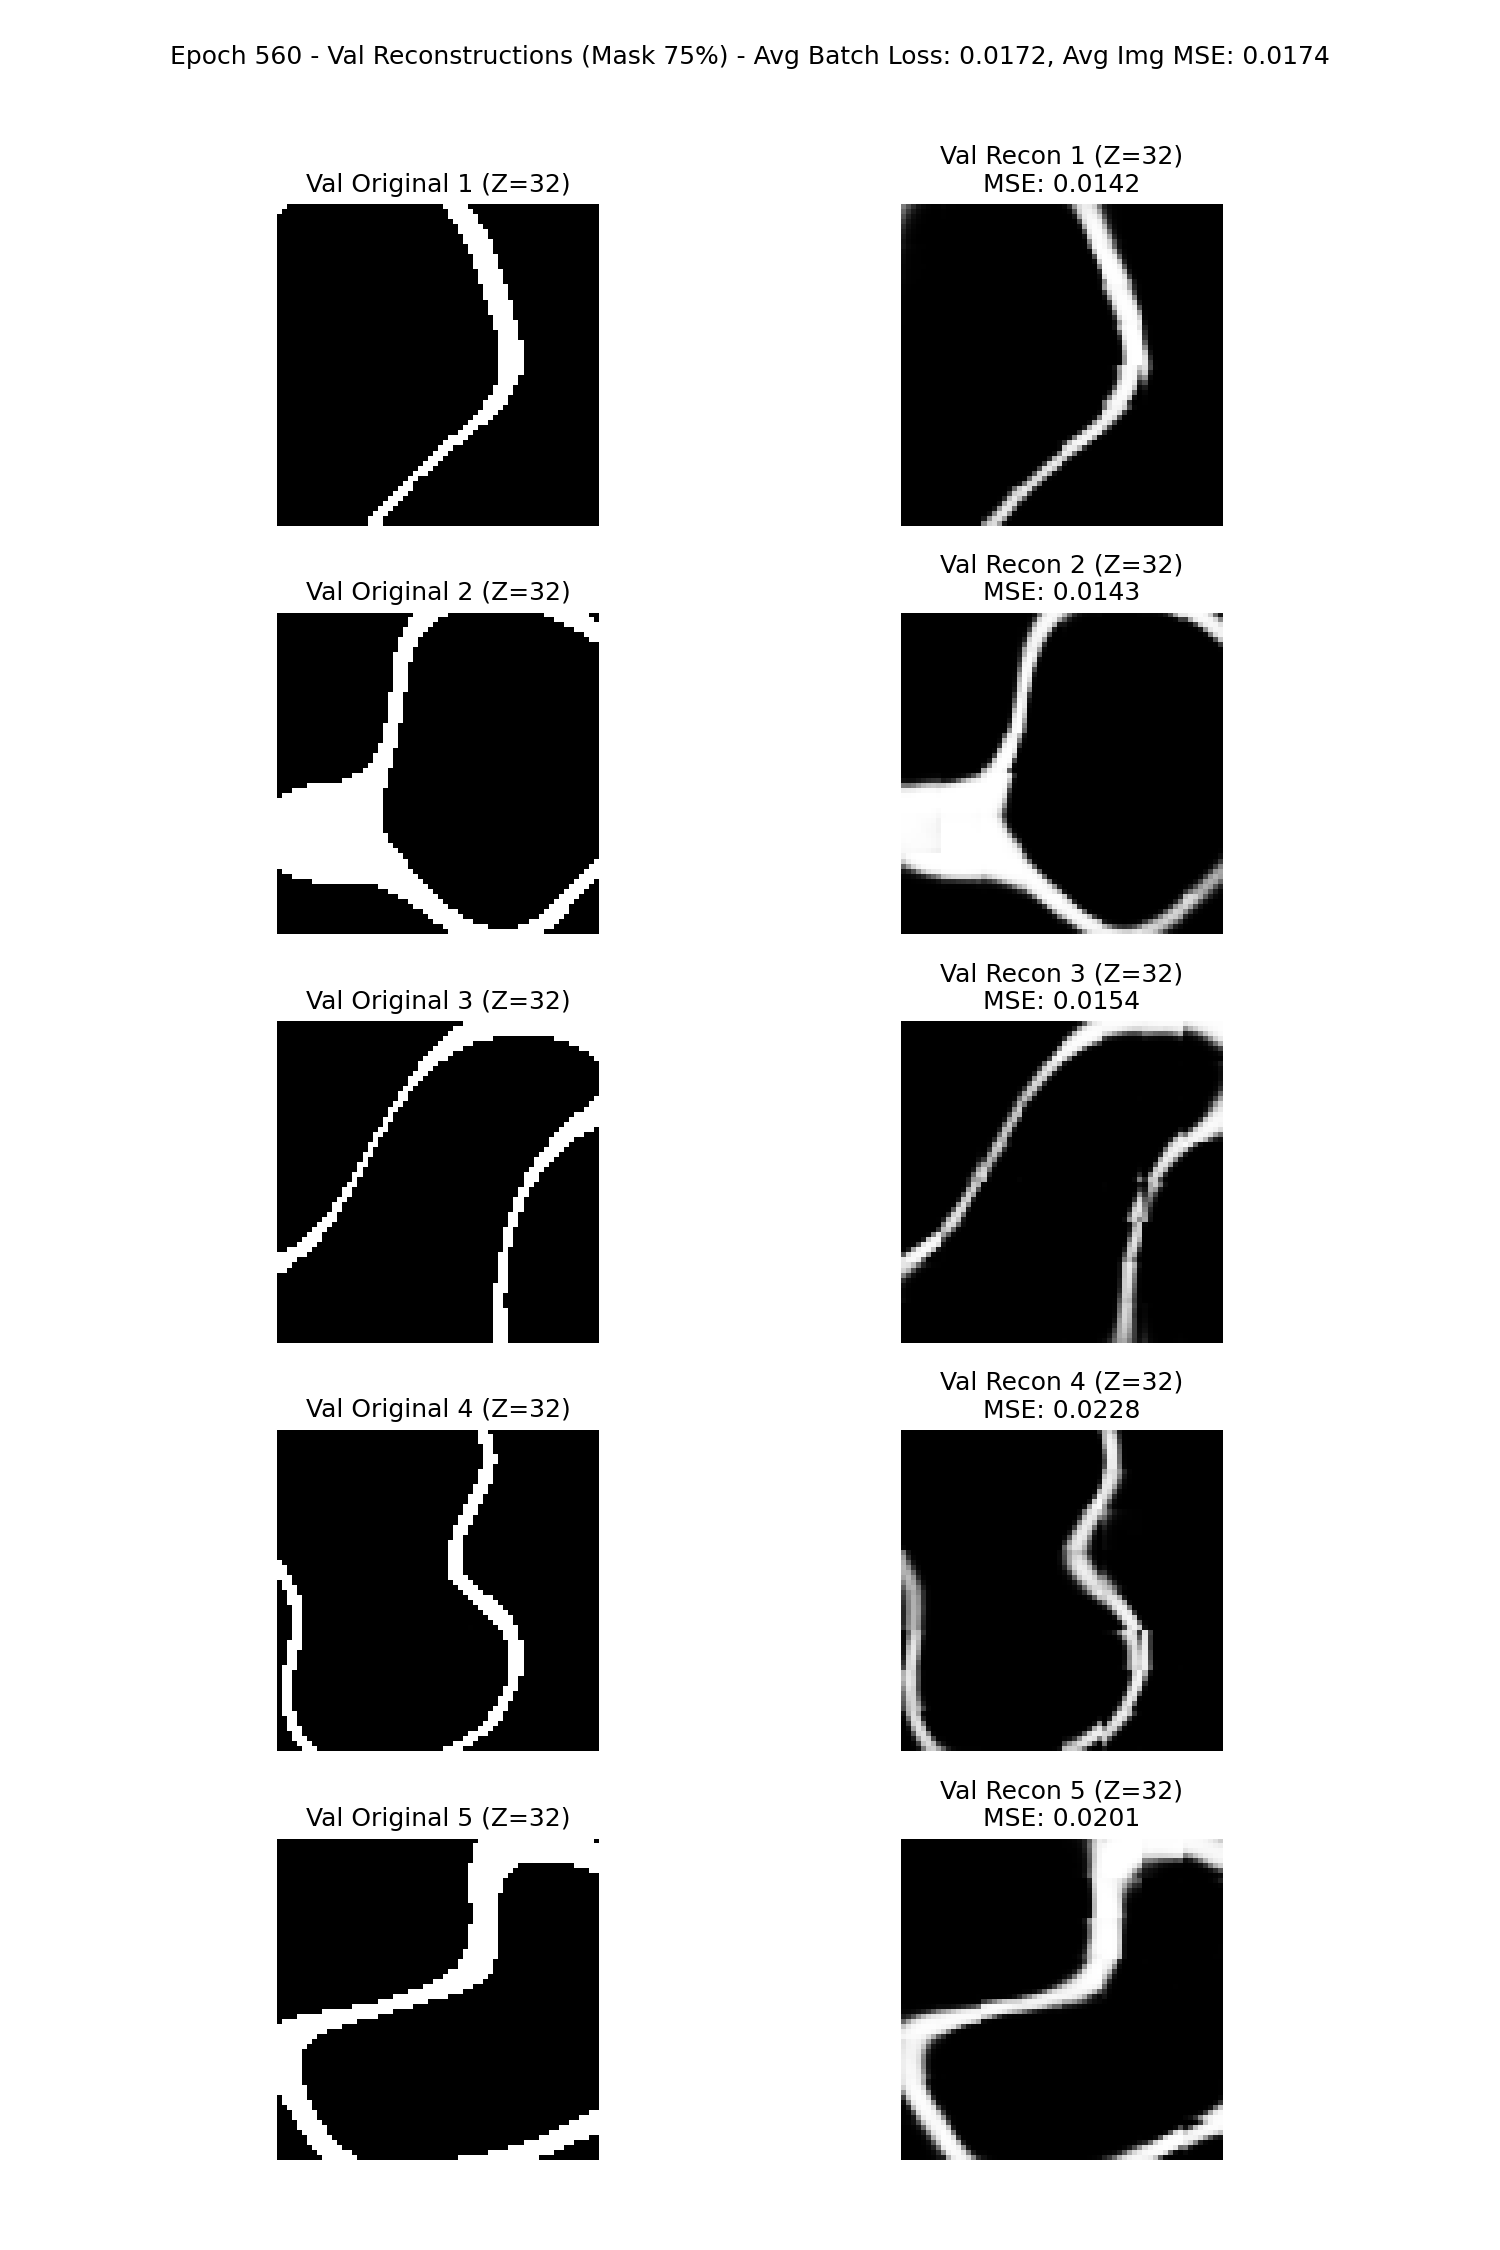 Epoch 560 - Val Reconstructions (Mask 75%) - Avg Batch Loss: 0.0172, Avg Img MSE: 0.0174
Val Original 1 (Z=32)
Val Recon 1 (Z=32)
MSE: 0.0142
Val Original 2 (Z=32)
Val Recon 2 (Z=32)
MSE: 0.0143
Val Original 3 (Z=32)
Val Recon 3 (Z=32)
MSE: 0.0154
Val Original 4 (Z=32)
Val Recon 4 (Z=32)
MSE: 0.0228
Val Original 5 (Z=32)
Val Recon 5 (Z=32)
MSE: 0.0201